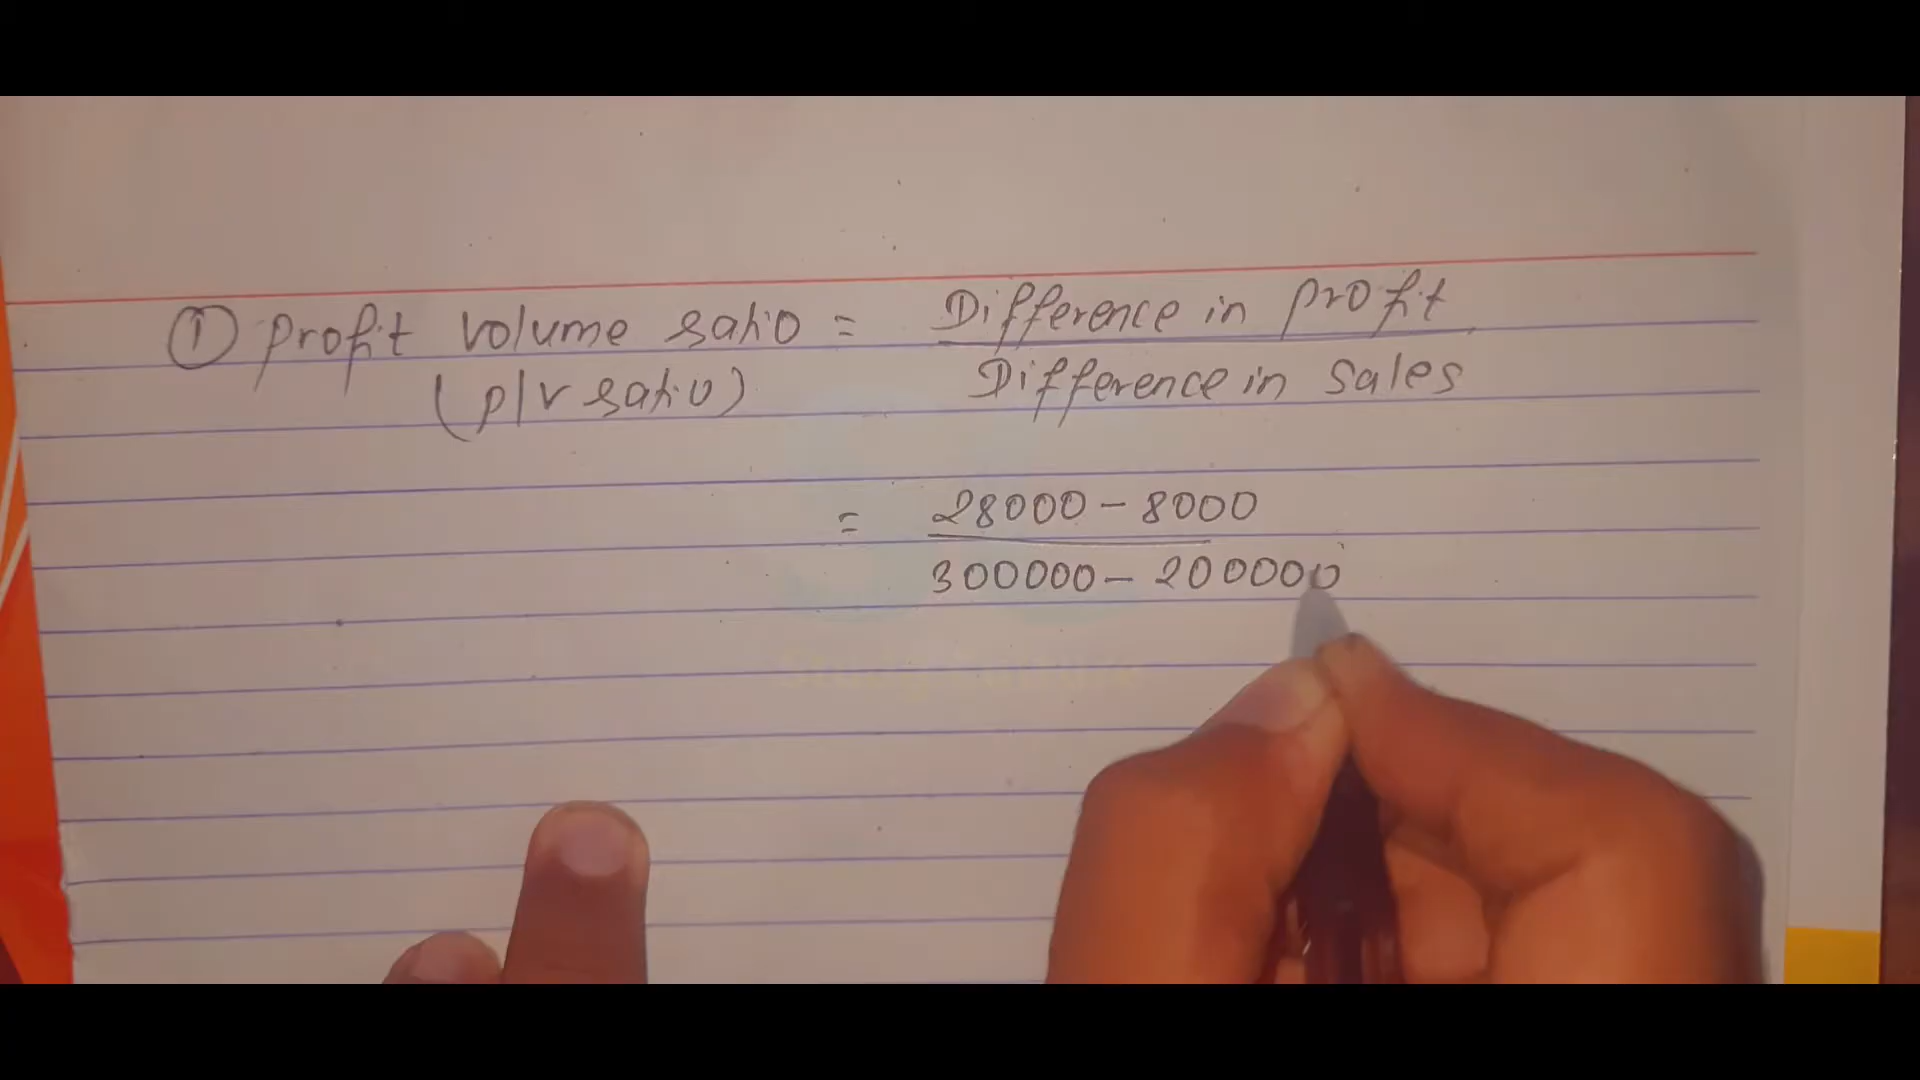 ① Profit volume ratio = Difference in profit
(P/V ratio) Difference in sales
= 28000 - 8000
300000 - 200000